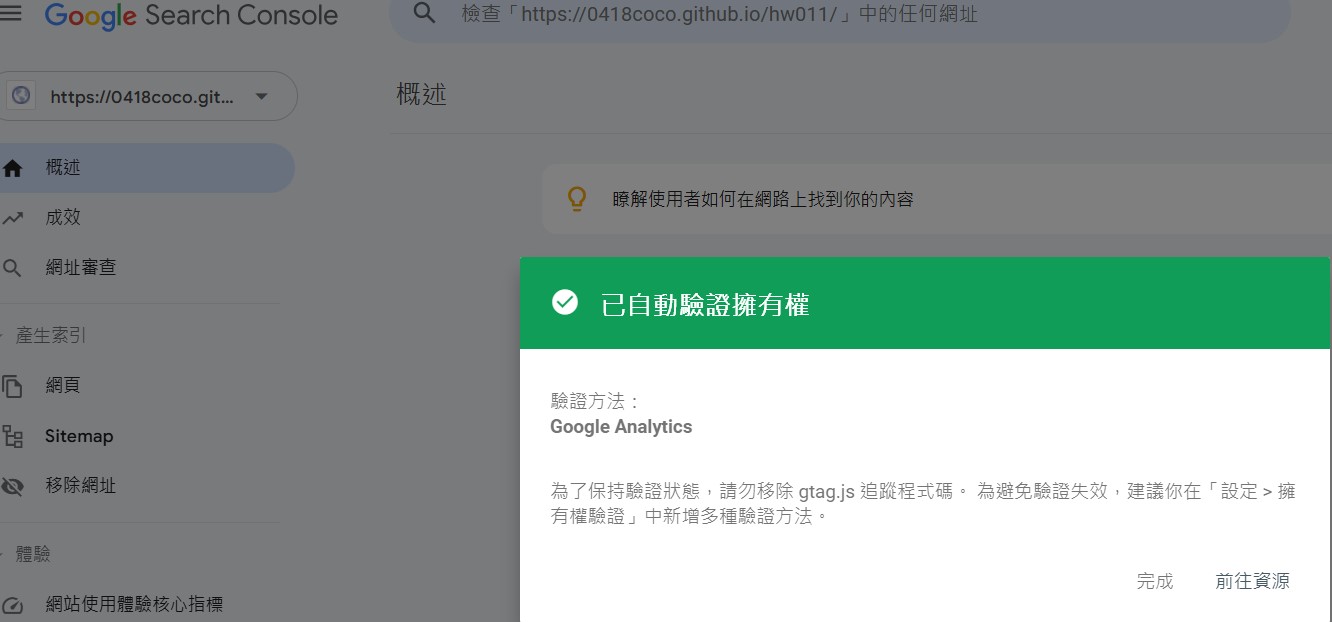 Google Search Console
檢查「https://0418coco.github.io/hw011/」中的任何網址
https://0418coco.git...
概述
概述
成效
網址審查
產生索引
網頁
Sitemap
移除網址
體驗
網站使用體驗核心指標
瞭解使用者如何在網路上找到你的內容
已自動驗證擁有權
驗證方法：
Google Analytics
為了保持驗證狀態，請勿移除 gtag.js 追蹤程式碼。 為避免驗證失效，建議你在「設定 > 擁
有權驗證」中新增多種驗證方法。
完成
前往資源